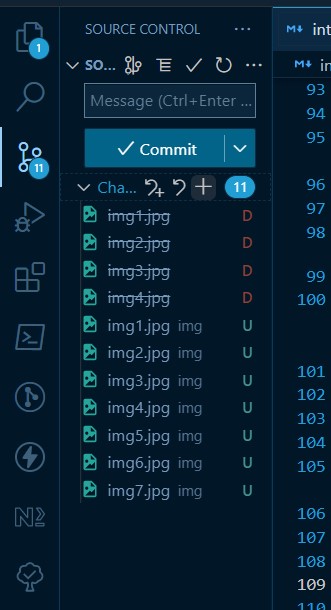 SOURCE CONTROL ...
int
SO... ...
in
Message (Ctrl+Enter ...
Commit
Cha... 11
img1.jpg D
img2.jpg D
img3.jpg D
img4.jpg D
img1.jpg img U
img2.jpg img U
img3.jpg img U
img4.jpg img U
img5.jpg img U
img6.jpg img U
img7.jpg img U
1
11
N
93
94
95
96
97
98
99
100
101
102
103
104
105
106
107
108
109
110